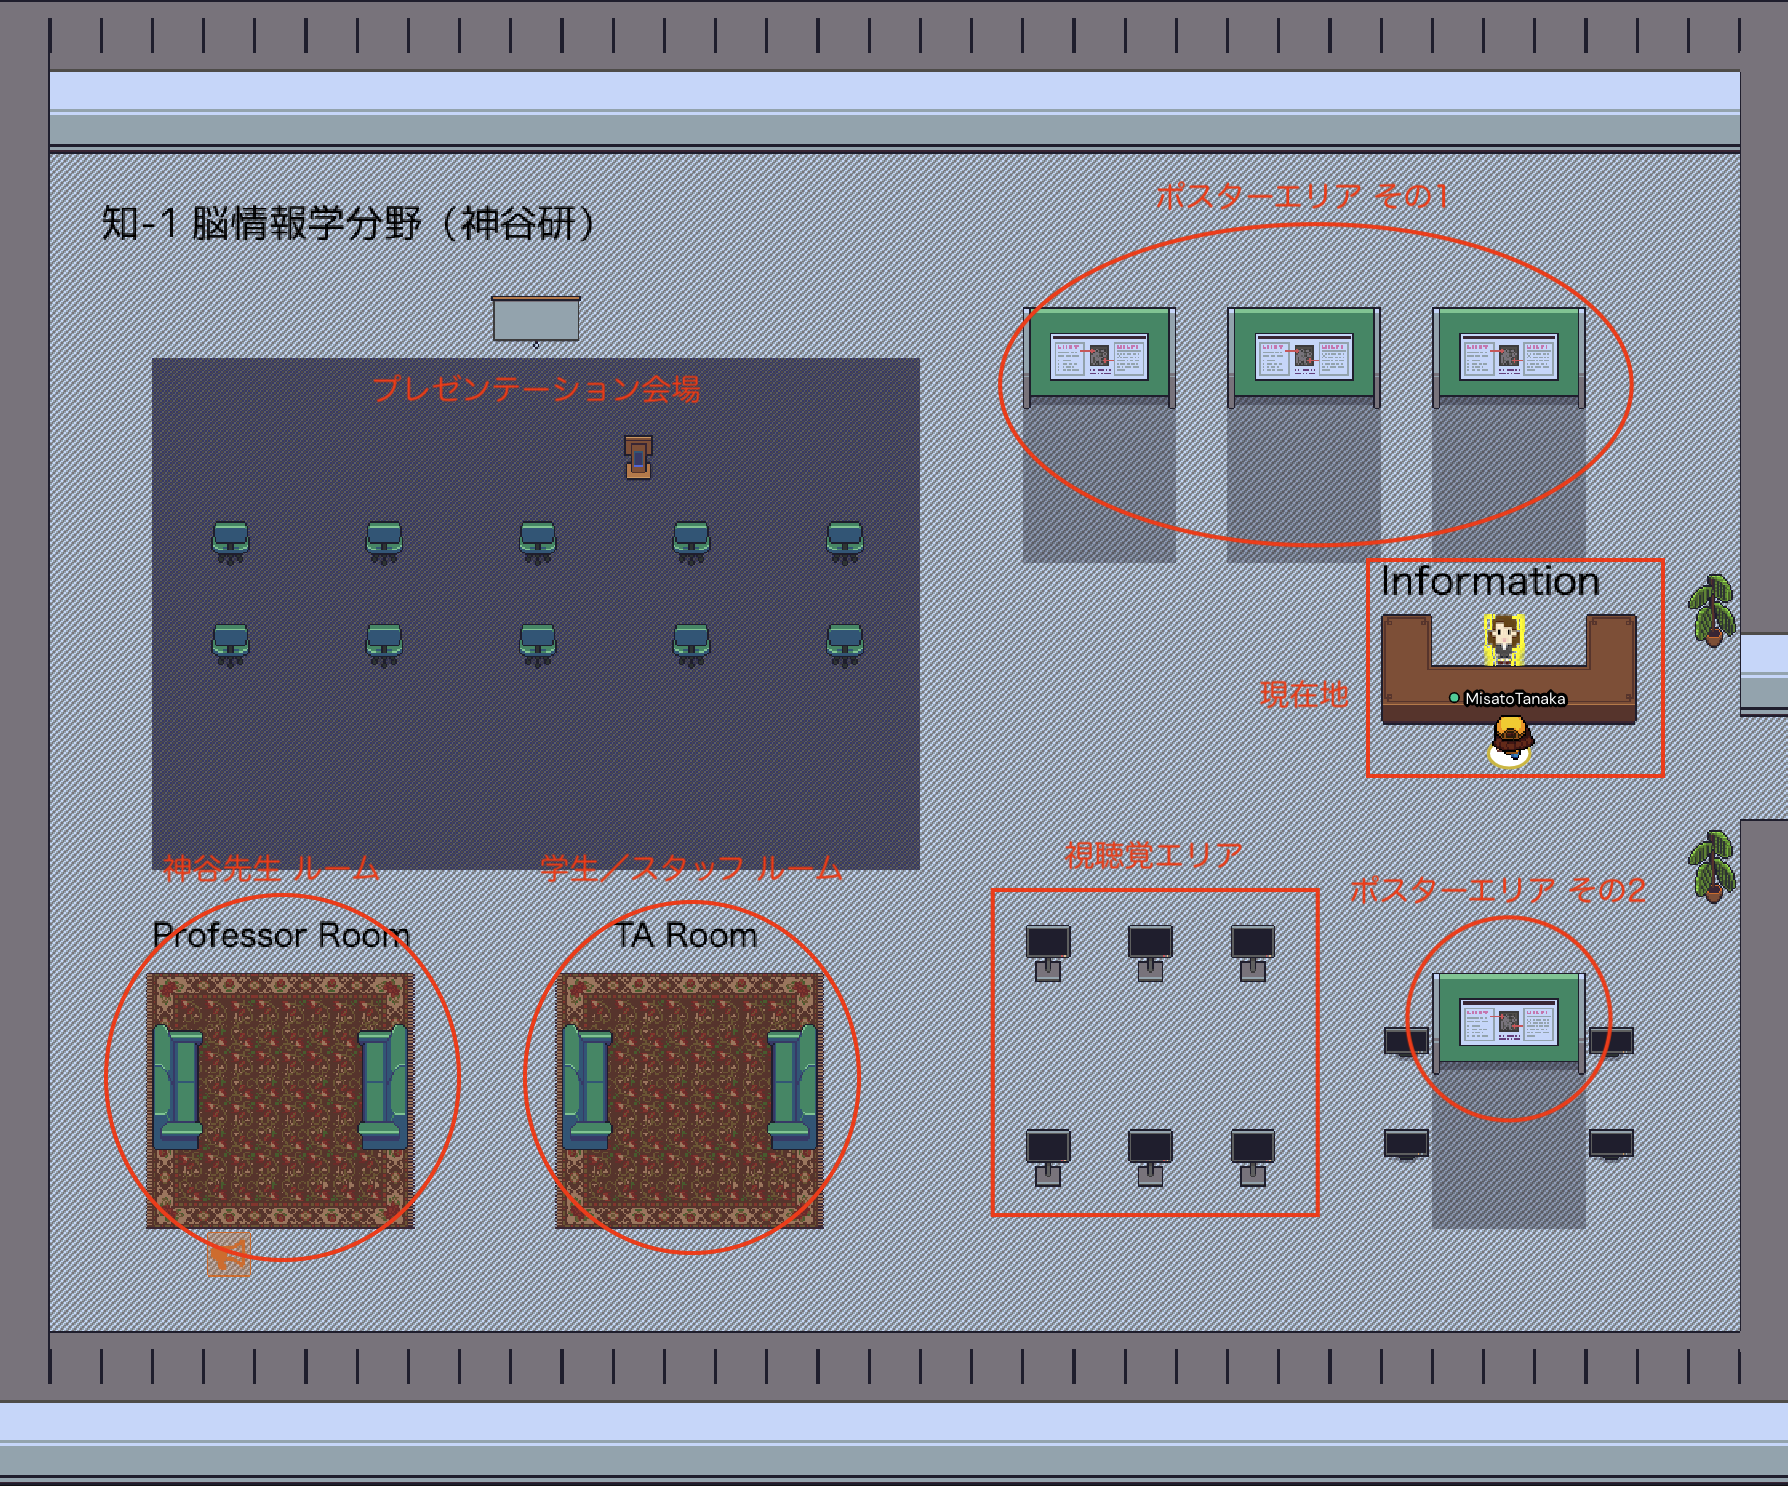 ポスターエリア その1
知-1 脳情報学分野（神谷研）
プレゼンテーション会場
Information
現在地
MisatoTanaka
視聴覚エリア
神谷先生 ルーム
学生／スタッフ ルーム
ポスターエリア その2
Professor Room
TA Room